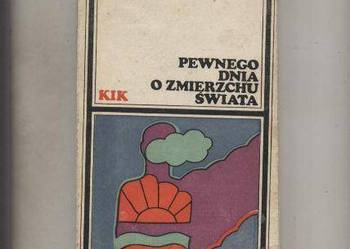 PEWNEGO
DNIA
O ZMIERZCHU
ŚWIATA
KIK